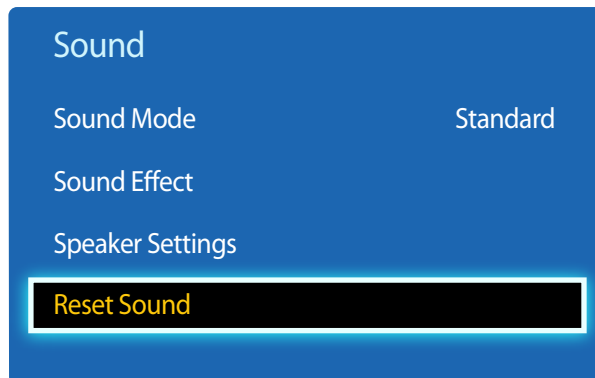 Sound
Sound Mode Standard
Sound Effect
Speaker Settings
Reset Sound